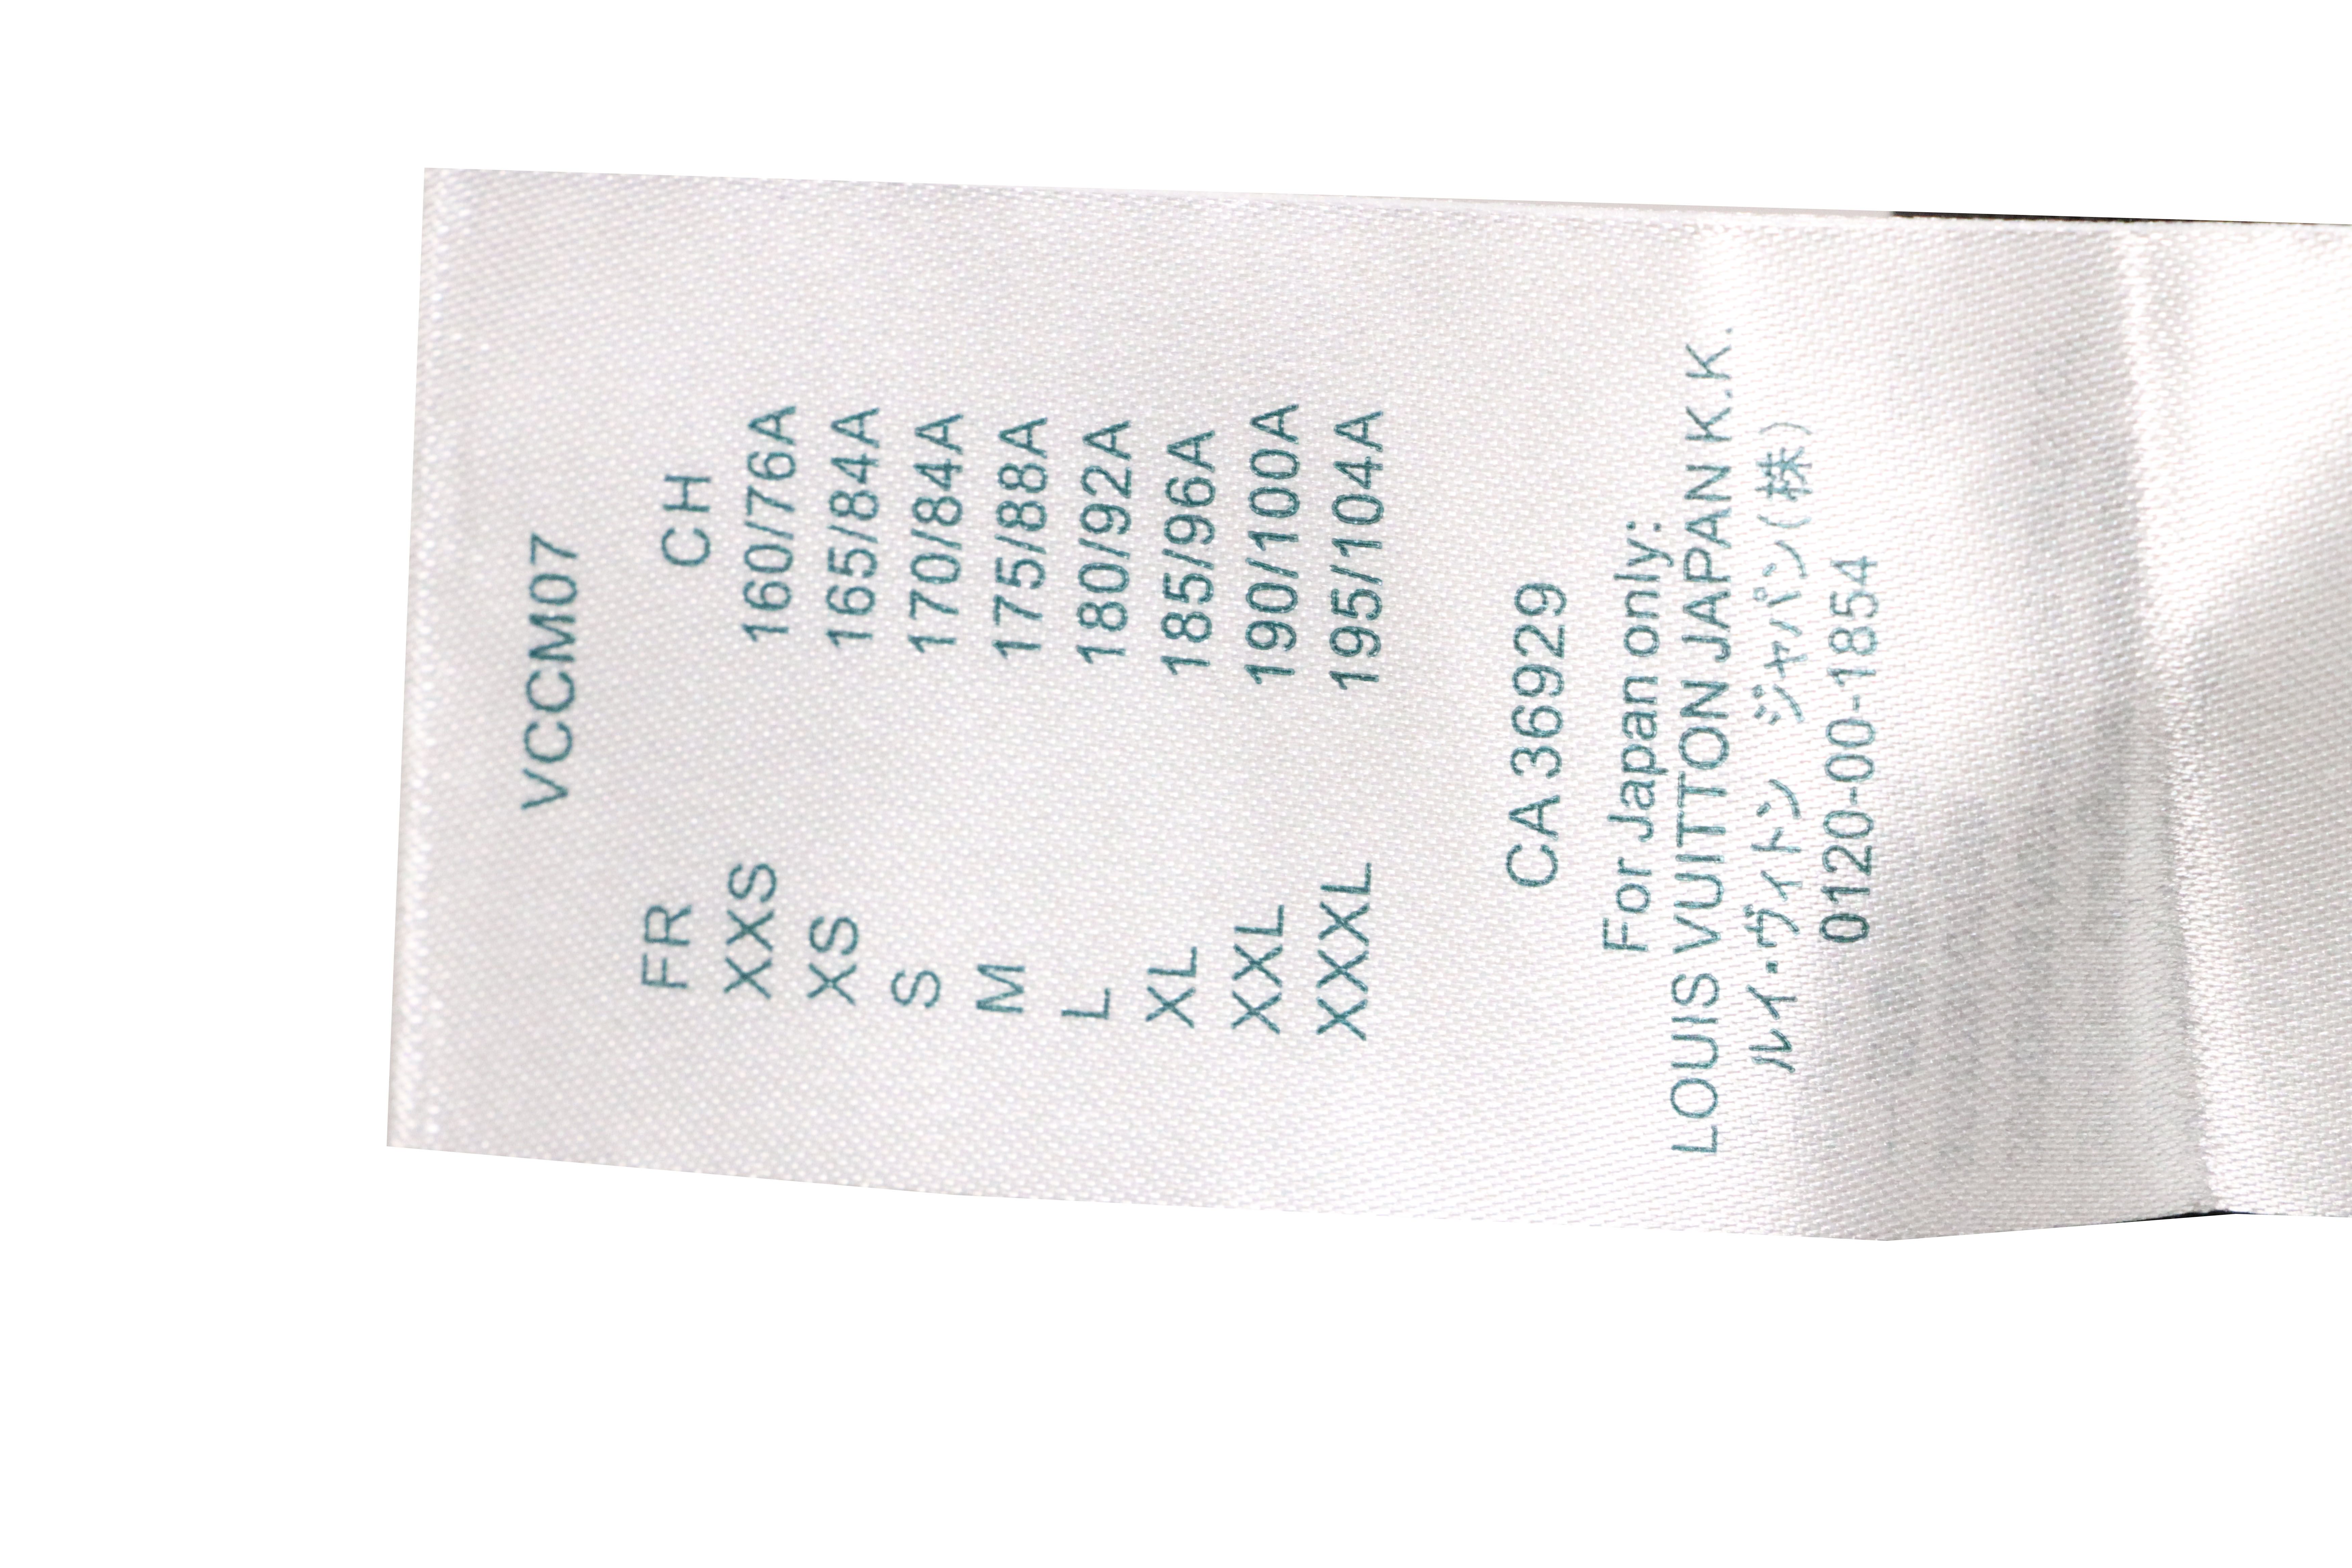 VCCM07
FR CH
XXS 160/76A
XS 165/84A
S 170/84A
M 175/88A
L 180/92A
XL 185/96A
XXL 190/100A
XXXL 195/104A
CA 36929
For Japan only:
LOUIS VUITTON JAPAN K.K.
ルイ・ヴィトン ジャパン(株)
0120-00-1854